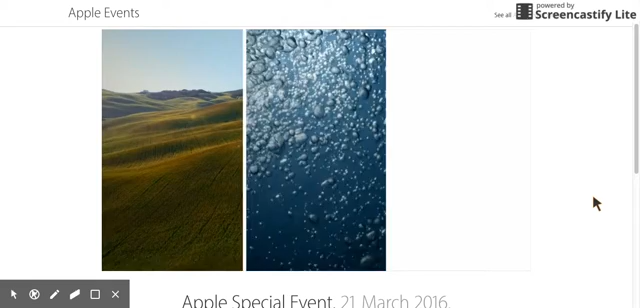 Apple Events
See all
powered by
Screencastify Lite
Apple Special Event, 21 March 2016.